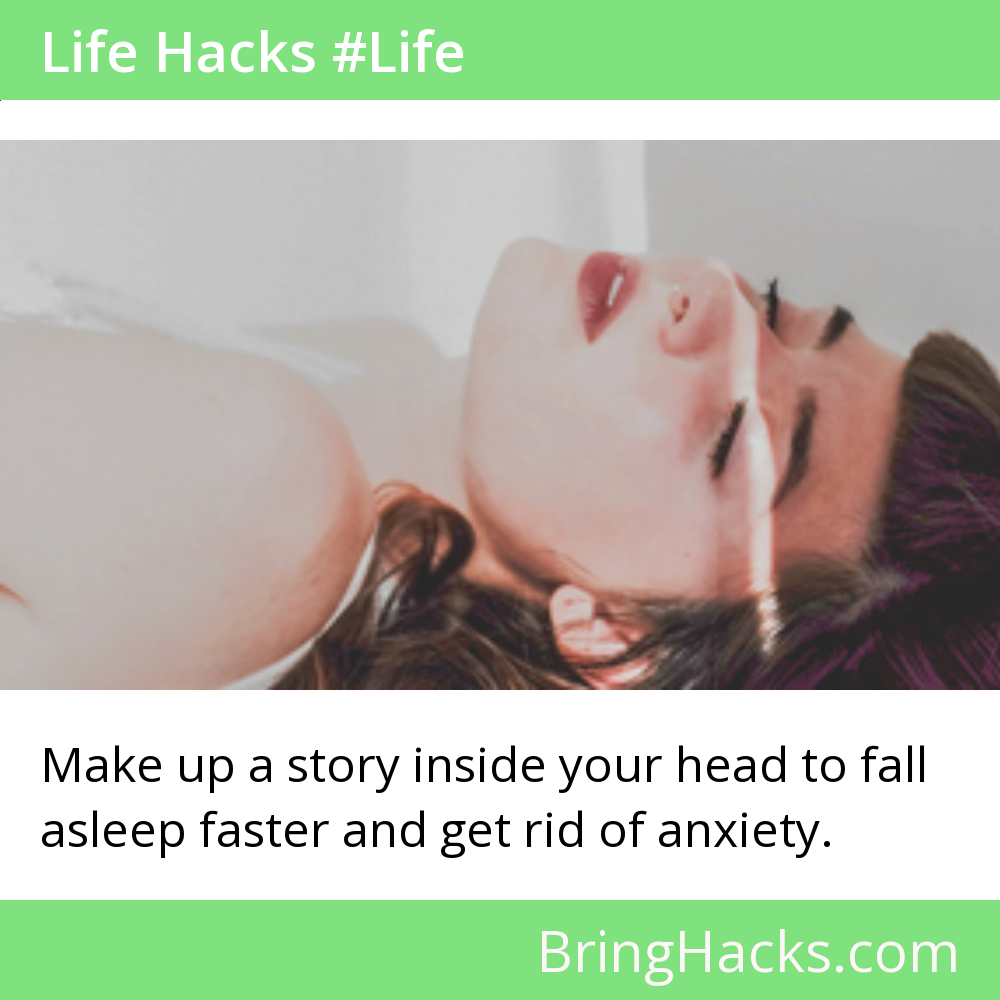 Life Hacks #Life
Make up a story inside your head to fall
asleep faster and get rid of anxiety.
BringHacks.com